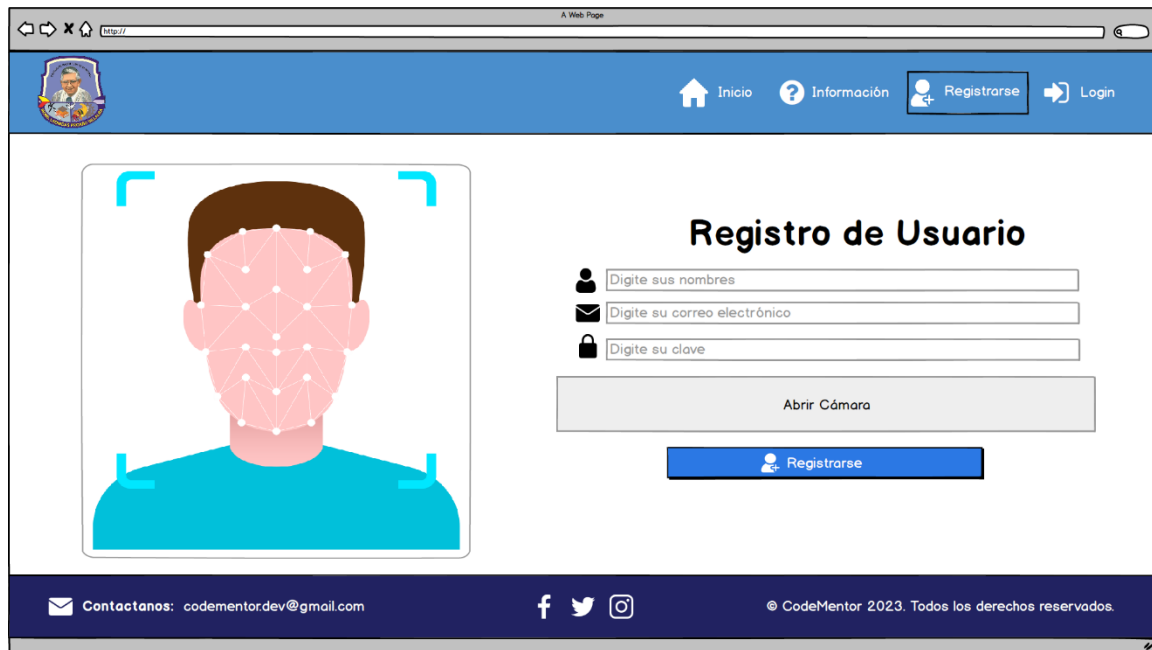 A Web Page
http://
Inicio
Información
Registrarse
Login
Registro de Usuario
Digite sus nombres
Digite su correo electrónico
Digite su clave
Abrir Cámara
Registrarse
Contactanos: codementor.dev@gmail.com
© CodeMentor 2023. Todos los derechos reservados.